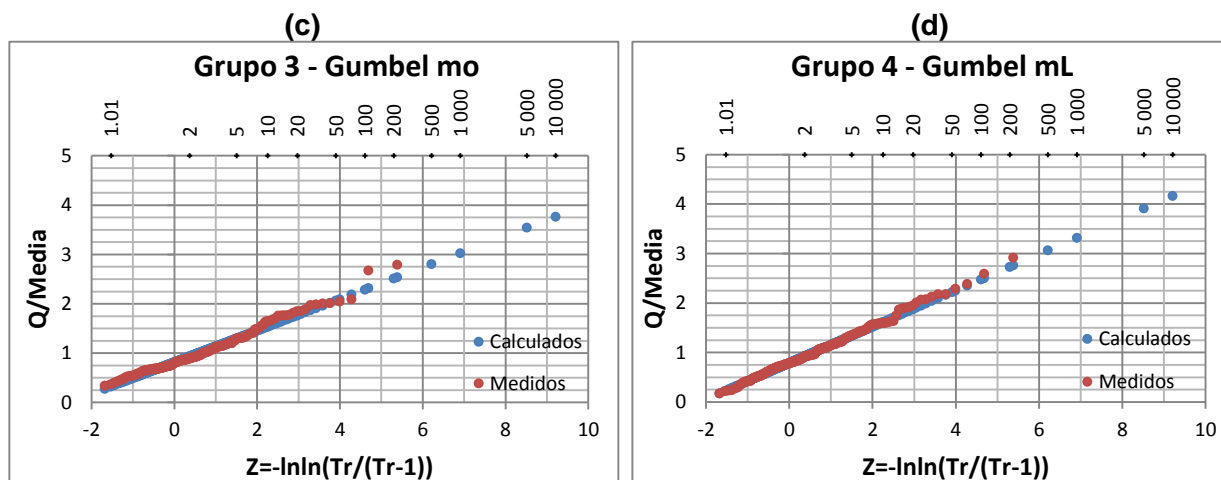 (c)
Grupo 3 - Gumbel mo
1.01 2 5 10 20 50 100 200 500 1 000 5 000 10 000
5
4
3
2
1
0
Q/Media
Calculados
Medidos
-2 0 2 4 6 8 10
Z=-lnln(Tr/(Tr-1))
(d)
Grupo 4 - Gumbel mL
1.01 2 5 10 20 50 100 200 500 1 000 5 000 10 000
5
4
3
2
1
0
Q/Media
Calculados
Medidos
-2 0 2 4 6 8 10
Z=-lnln(Tr/(Tr-1))